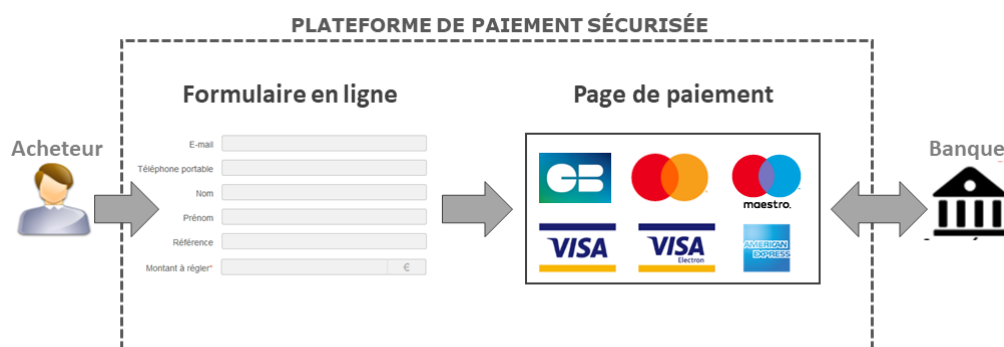 PLATEFORME DE PAIEMENT SÉCURISÉE
Formulaire en ligne
Page de paiement
Acheteur
Banque
E-mail
Téléphone portable
Nom
Prénom
Référence
Montant à régler*
€
CB
maestro.
VISA
VISA
Electron
AMERICAN
EXPRESS